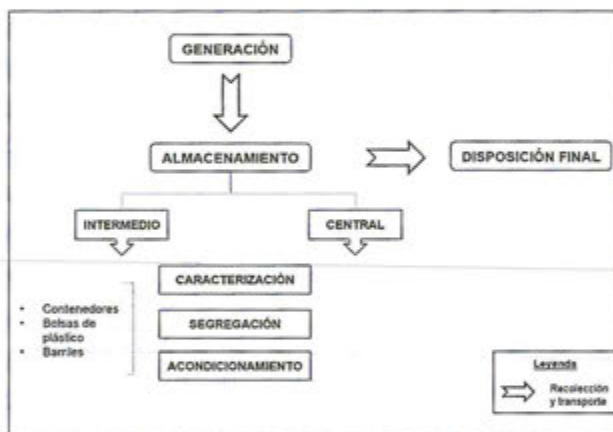 GENERACIÓN
ALMACENAMIENTO
DISPOSICIÓN FINAL
INTERMEDIO
CENTRAL
CARACTERIZACIÓN
SEGREGACIÓN
ACONDICIONAMIENTO
• Contenedores
• Bolsas de
plástico
• Barriles
Leyenda
Recolección
y transporte